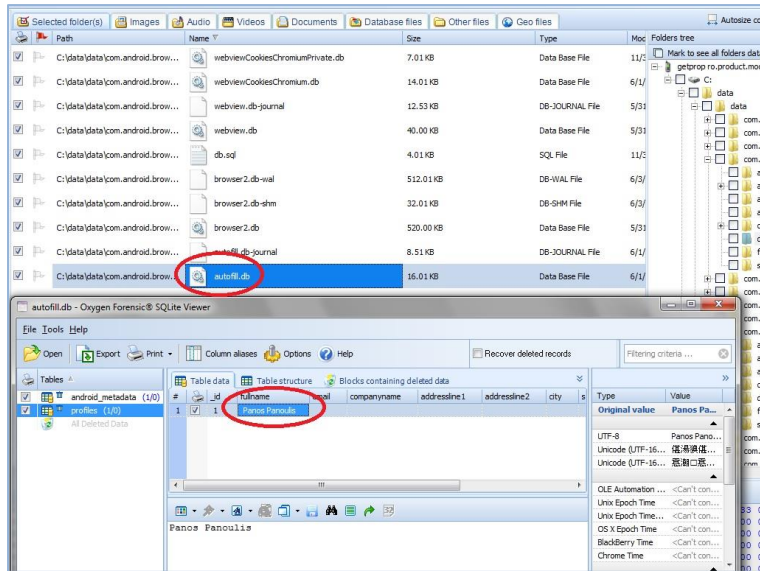 Selected folder(s) Images Audio Videos Documents Database files Other files Geo files Autosize
Path Name Size Type Folders tree
C:\data\data\com.android.brow... webviewCookiesChromiumPrivate.db 7.01 KB Data Base File Mark to see all folders
getprop
C:\data\data\com.android.brow... webviewCookiesChromium.db 14.01 KB Data Base File 6/1/ C:
data
C:\data\data\com.android.brow... webview.db-journal 12.53 KB DB-JOURNAL File 5/31 data
com.
C:\data\data\com.android.brow... webview.db 40.00 KB Data Base File 5/31 com.
com.
C:\data\data\com.android.brow... db.sql 4.01 KB SQL File com.
C:\data\data\com.android.brow... browser2.db-wal 512.01 KB DB-WAL File 6/3/
C:\data\data\com.android.brow... browser2.db-shm 32.01 KB DB-SHM File 6/3/
C:\data\data\com.android.brow... browser2.db 520.00 KB Data Base File 5/31
C:\data\data\com.android.brow... autofill.db-journal 8.51 KB DB-JOURNAL File 6/1/
C:\data\data\com.android.brow... autofill.db 16.01 KB Data Base File 6/1/
autofill.db - Oxygen Forensic® SQLite Viewer
File Tools Help
Open Export Print Column aliases Options Help Recover deleted records Filtering criteria ...
Tables Table data Table structure Blocks containing deleted data
android_metadata (1/0) # _id fullname email companyname addressline1 addressline2 city s Type Value
profiles (1/0) 1 1 Panos Panoulis Original value Panos Pa...
All Deleted Data
UTF-8 Panos Pano...
Unicode (UTF-16...
Unicode (UTF-16...
OLE Automation ... <Can't con...
Unix Epoch Time <Can't con...
Panos Panoulis Unix Epoch Time... <Can't con...
OS X Epoch Time <Can't con...
BlackBerry Time <Can't con...
Chrome Time <Can't con...